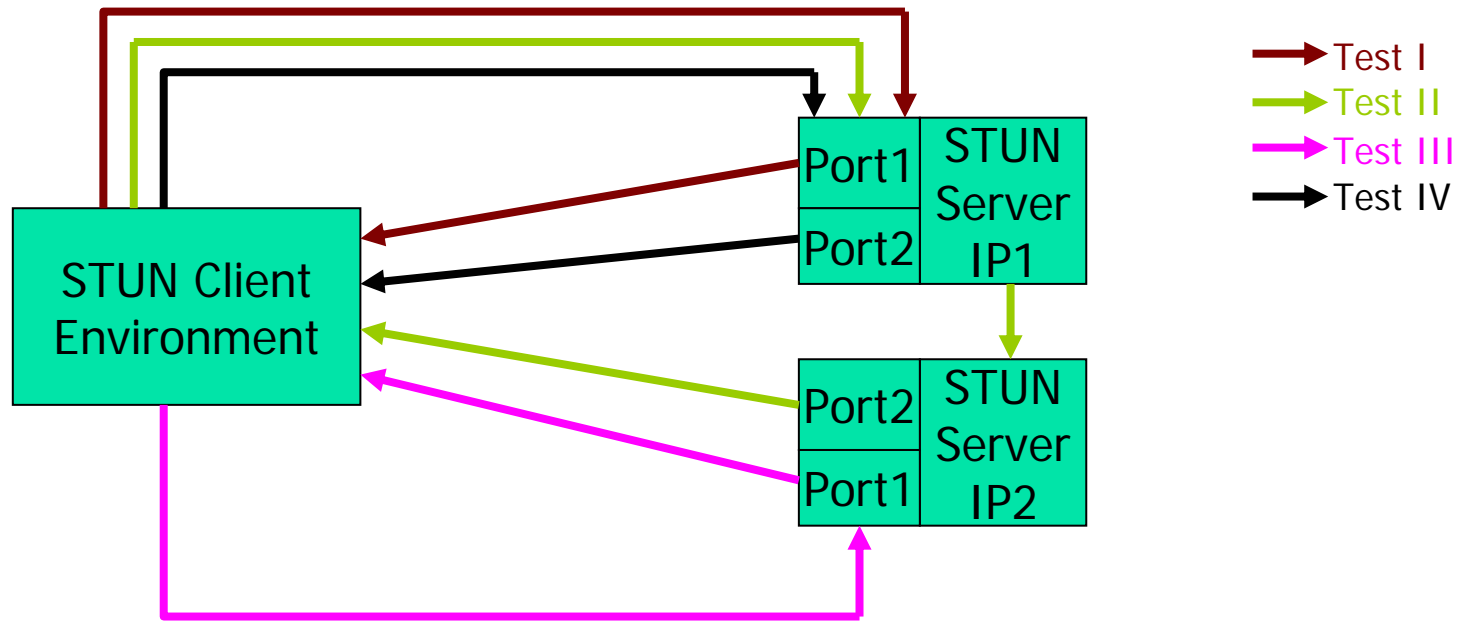 Test I
Test II
Test III
Test IV
Port1
Port2
STUN
Server
IP1
STUN Client
Environment
Port2
Port1
STUN
Server
IP2